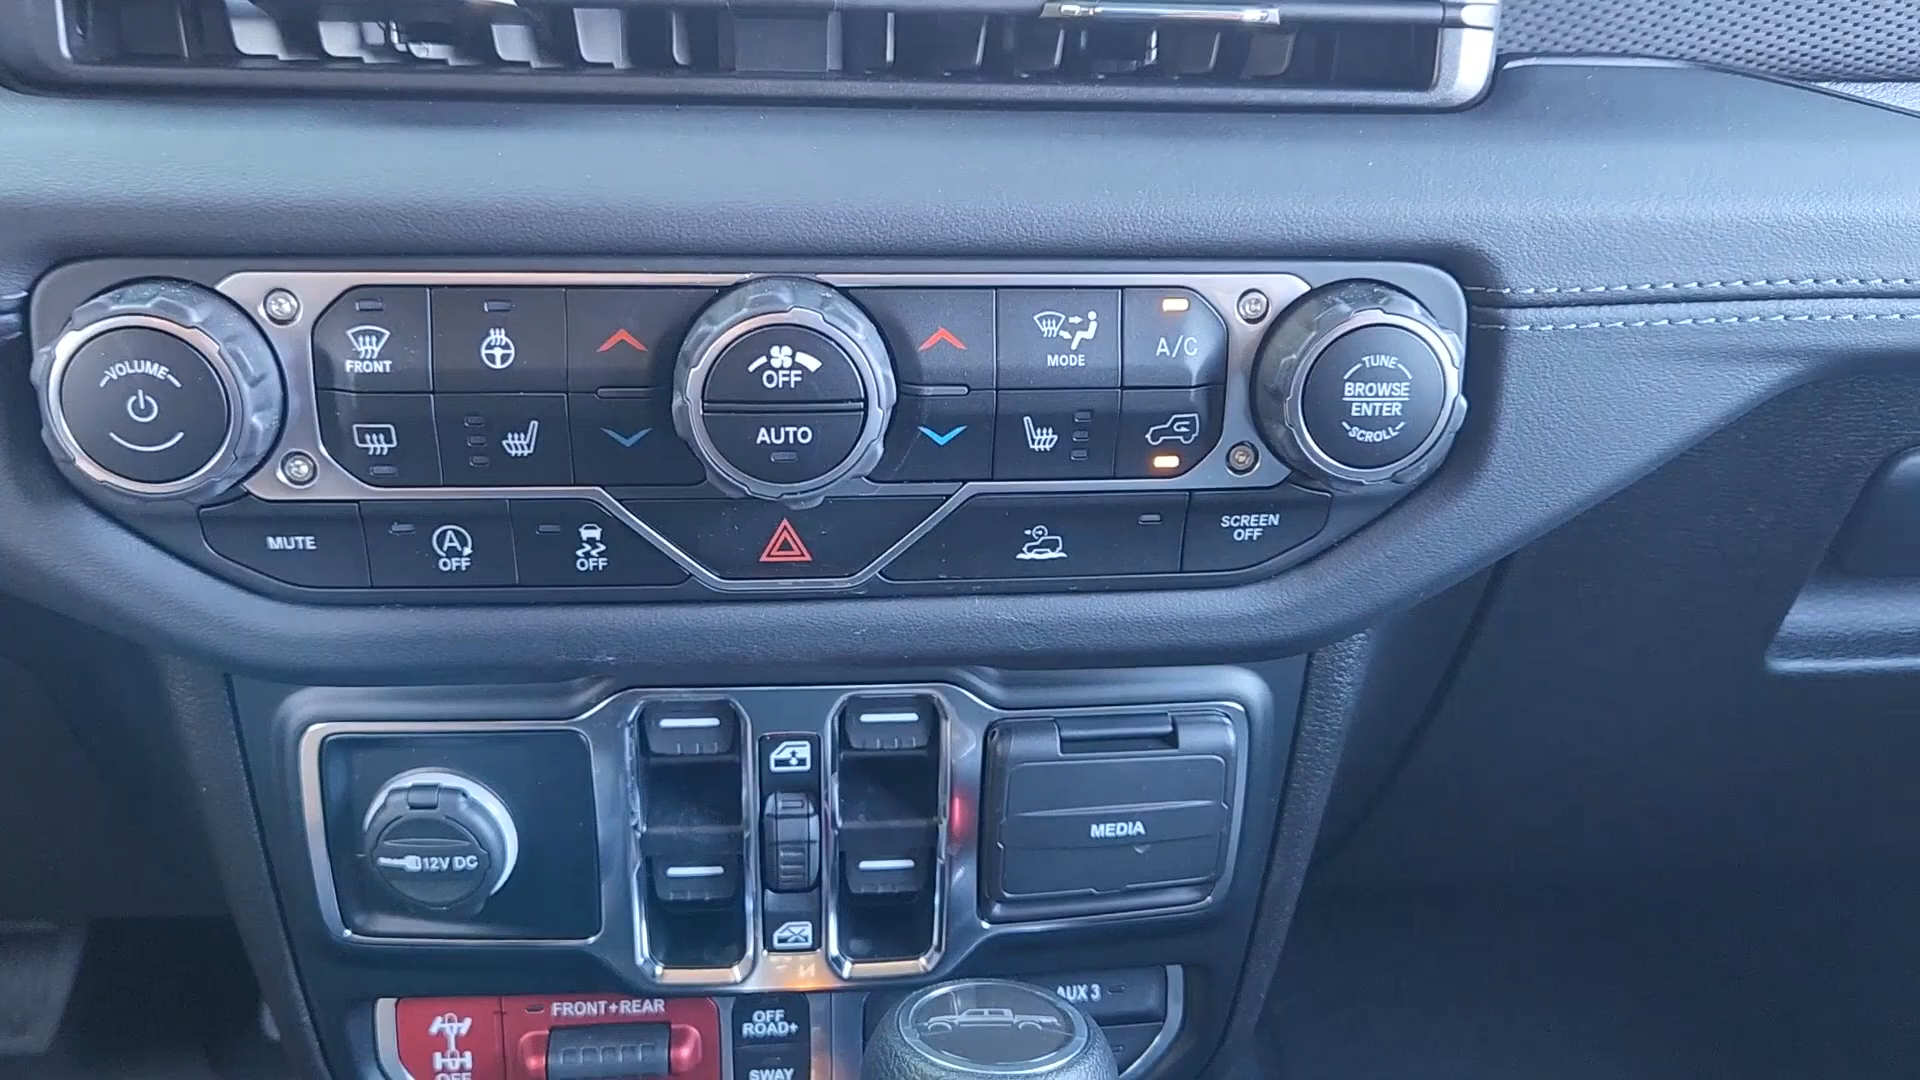 VOLUME
FRONT
OFF
AUTO
MODE
A/C
TUNE
BROWSE
ENTER
SCROLL
MUTE
A
OFF
OFF
SCREEN
OFF
12V DC
MEDIA
FRONT+REAR
OFF
OFF
ROAD+
SWAY
AUX 3